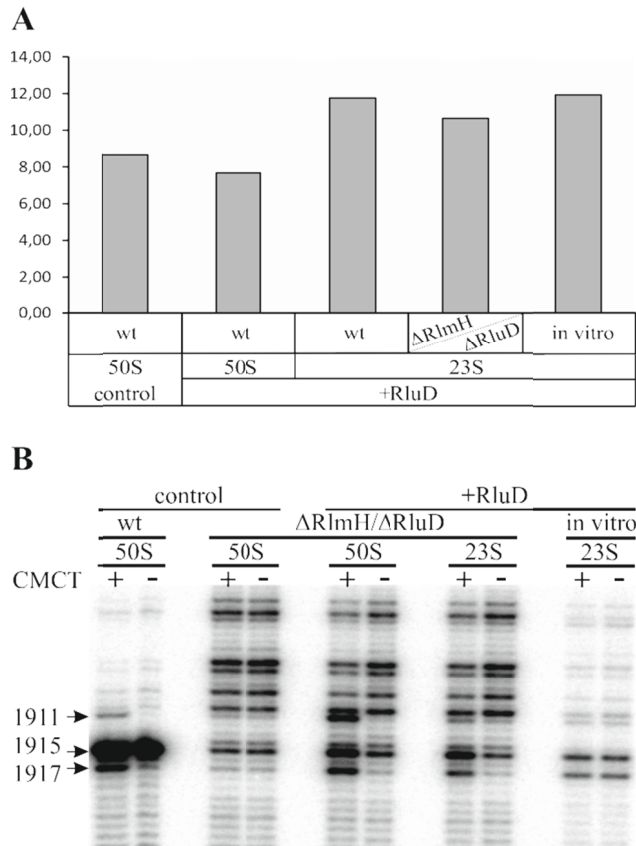 A
14,00
12,00
10,00
8,00
6,00
4,00
2,00
0,00
wt wt wt ΔRlmH ΔRluD in vitro
50S 50S 23S
control +RluD
B
control +RluD
wt ΔRlmH/ΔRluD in vitro
50S 50S 50S 23S 23S
CMCT + - + - + - + - + -
1911
1915
1917